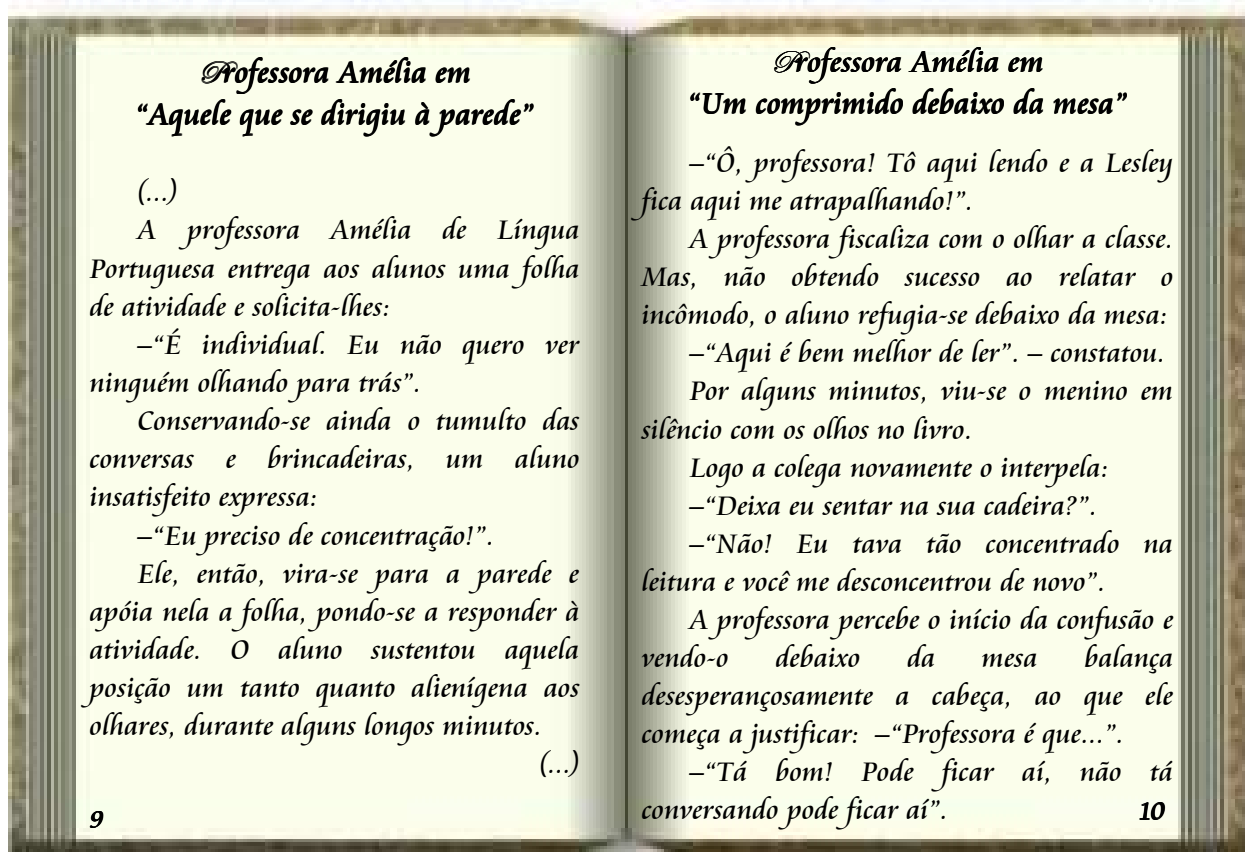 Professora Amélia em
“Aquele que se dirigiu à parede”
(...)
A professora Amélia de Língua
Portuguesa entrega aos alunos uma folha
de atividade e solicita-lhes:
–“É individual. Eu não quero ver
ninguém olhando para trás”.
Conservando-se ainda o tumulto das
conversas e brincadeiras, um aluno
insatisfeito expressa:
–“Eu preciso de concentração!”.
Ele, então, vira-se para a parede e
apóia nela a folha, pondo-se a responder à
atividade. O aluno sustentou aquela
posição um tanto quanto alienígena aos
olhares, durante alguns longos minutos.
(...)
9
Professora Amélia em
“Um comprimido debaixo da mesa”
–“Ô, professora! Tô aqui lendo e a Lesley
fica aqui me atrapalhando!”.
A professora fiscaliza com o olhar a classe.
Mas, não obtendo sucesso ao relatar o
incômodo, o aluno refugia-se debaixo da mesa:
–“Aqui é bem melhor de ler”. – constatou.
Por alguns minutos, viu-se o menino em
silêncio com os olhos no livro.
Logo a colega novamente o interpela:
–“Deixa eu sentar na sua cadeira?”.
–“Não! Eu tava tão concentrado na
leitura e você me desconcentrou de novo”.
A professora percebe o início da confusão e
vendo-o debaixo da mesa balança
desesperançosamente a cabeça, ao que ele
começa a justificar: –“Professora é que...”.
–“Tá bom! Pode ficar aí, não tá
conversando pode ficar aí”.
10